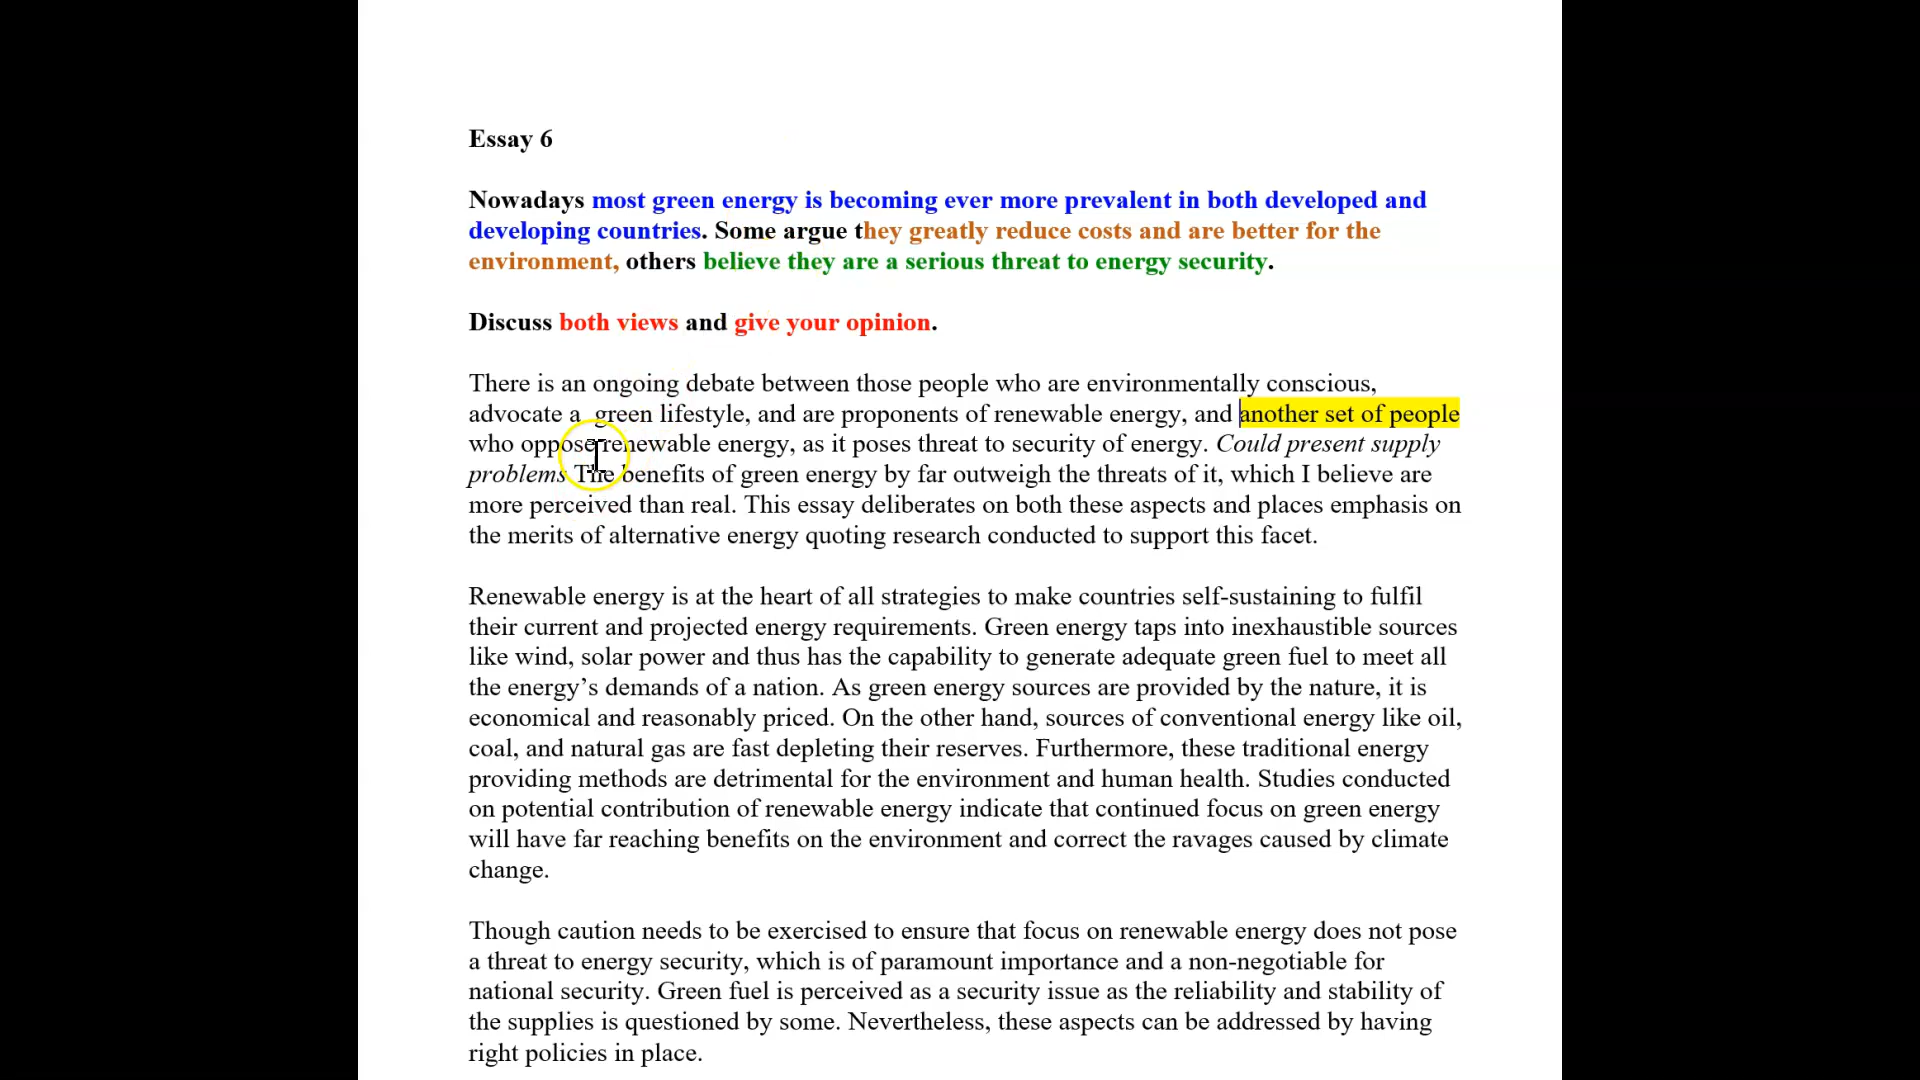 Essay 6
Nowadays most green energy is becoming ever more prevalent in both developed and
developing countries. Some argue they greatly reduce costs and are better for the
environment, others believe they are a serious threat to energy security.
Discuss both views and give your opinion.
There is an ongoing debate between those people who are environmentally conscious,
advocate a  green lifestyle, and are proponents of renewable energy, and another set of people
who oppose renewable energy, as it poses threat to security of energy. Could present supply
problems The benefits of green energy by far outweigh the threats of it, which I believe are
more perceived than real. This essay deliberates on both these aspects and places emphasis on
the merits of alternative energy quoting research conducted to support this facet.
Renewable energy is at the heart of all strategies to make countries self-sustaining to fulfil
their current and projected energy requirements. Green energy taps into inexhaustible sources
like wind, solar power and thus has the capability to generate adequate green fuel to meet all
the energy’s demands of a nation. As green energy sources are provided by the nature, it is
economical and reasonably priced. On the other hand, sources of conventional energy like oil,
coal, and natural gas are fast depleting their reserves. Furthermore, these traditional energy
providing methods are detrimental for the environment and human health. Studies conducted
on potential contribution of renewable energy indicate that continued focus on green energy
will have far reaching benefits on the environment and correct the ravages caused by climate
change.
Though caution needs to be exercised to ensure that focus on renewable energy does not pose
a threat to energy security, which is of paramount importance and a non-negotiable for
national security. Green fuel is perceived as a security issue as the reliability and stability of
the supplies is questioned by some. Nevertheless, these aspects can be addressed by having
right policies in place.